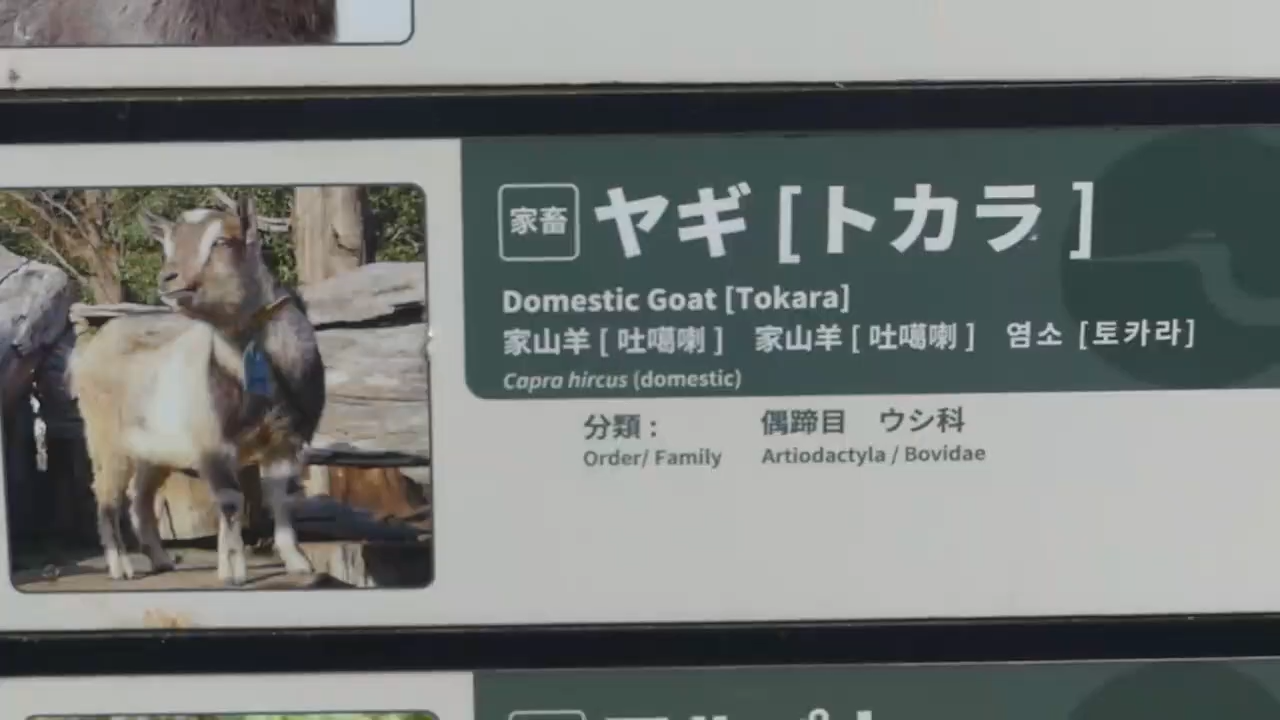 家畜 ヤギ [トカラ]
Domestic Goat [Tokara]
家山羊 [ 吐噶喇 ] 家山羊 [ 吐噶喇 ] 염소 [토카라]
Capra hircus (domestic)
分類 : 偶蹄目 ウシ科
Order/ Family Artiodactyla / Bovidae